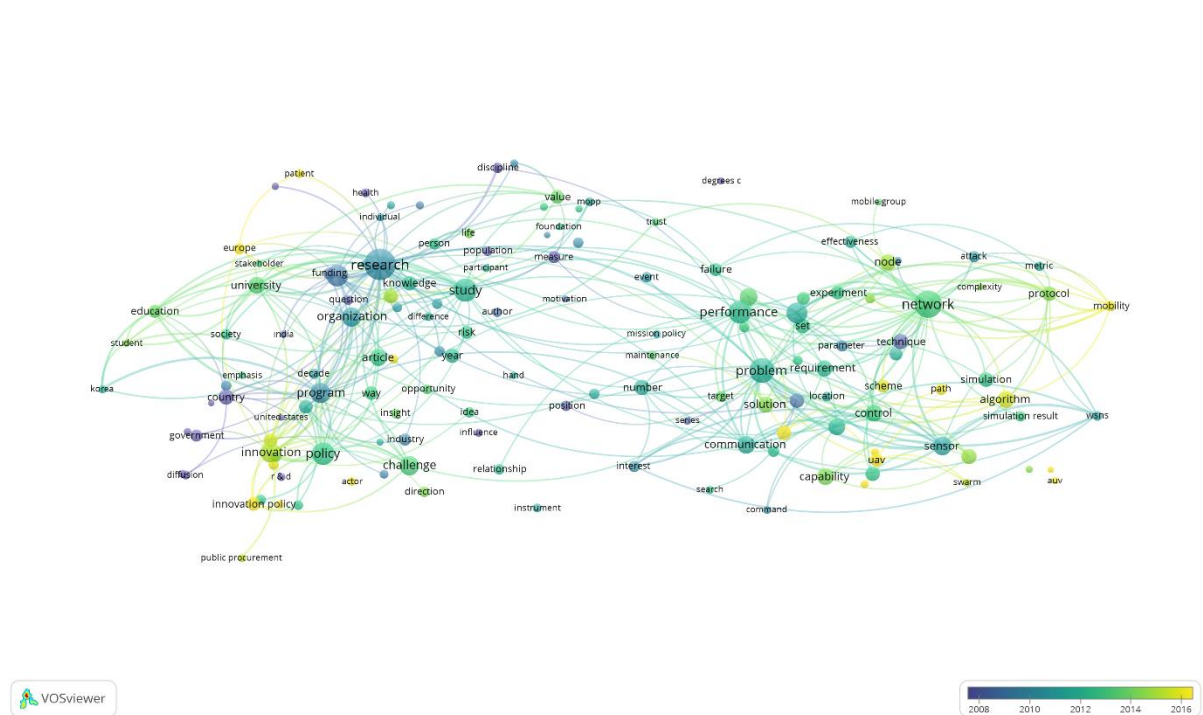 discipline
patient
degrees c
health
value
mopp
mobile group
individual
foundation
trust
life
person
effectiveness
europe
population
measure
attack
node
stakeholder
research
participant
failure
metric
funding
knowledge
event
university
study
experiment
complexity
protocol
question
motivation
network
mobility
education
organization
difference
author
performance
set
society
india
risk
mission policy
student
parameter
technique
article
year
maintenance
problem
requirement
emphasis
decade
hand
korea
country
program
way
opportunity
number
scheme
path
simulation
target
location
algorithm
united states
insight
idea
position
solution
control
simulation result
wsns
series
government
industry
influence
innovation
policy
communication
sensor
challenge
relationship
interest
uav
diffusion
r & d
actor
capability
swarm
auv
direction
search
innovation policy
instrument
command
public procurement
VOSviewer
2008 2010 2012 2014 2016